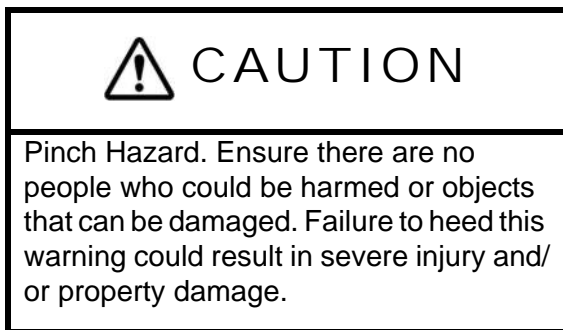 CAUTION
Pinch Hazard. Ensure there are no
people who could be harmed or objects
that can be damaged. Failure to heed this
warning could result in severe injury and/
or property damage.